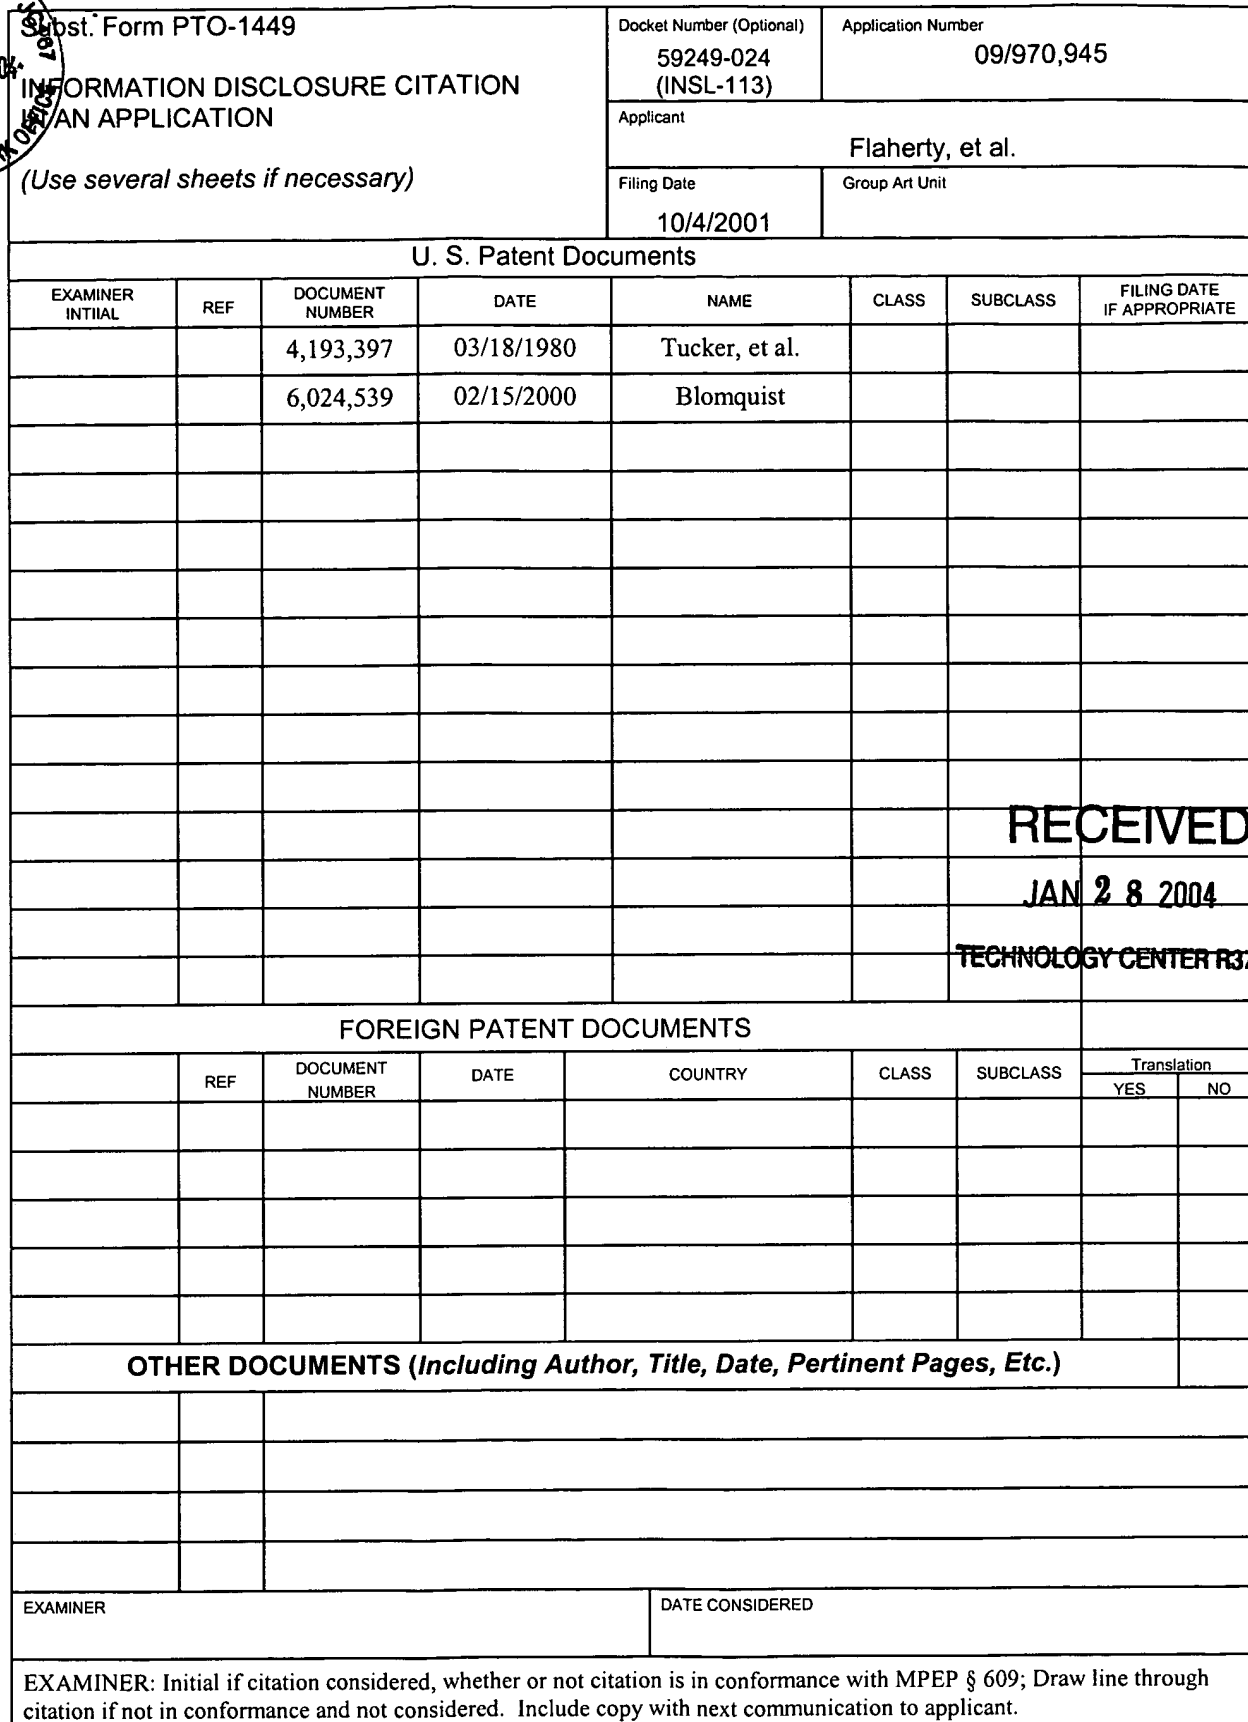 Subst. Form PTO-1449
INFORMATION DISCLOSURE CITATION
IN AN APPLICATION
(Use several sheets if necessary)
Docket Number (Optional)
59249-024
(INSL-113)
Application Number
09/970,945
Applicant
Flaherty, et al.
Filing Date
10/4/2001
Group Art Unit
U. S. Patent Documents
EXAMINER INTIIAL REF DOCUMENT NUMBER DATE NAME CLASS SUBCLASS FILING DATE IF APPROPRIATE
4,193,397 03/18/1980 Tucker, et al.
6,024,539 02/15/2000 Blomquist
RECEIVED
JAN 28 2004
TECHNOLOGY CENTER
FOREIGN PATENT DOCUMENTS
REF DOCUMENT NUMBER DATE COUNTRY CLASS SUBCLASS Translation
YES NO
OTHER DOCUMENTS (Including Author, Title, Date, Pertinent Pages, Etc.)
EXAMINER
DATE CONSIDERED
EXAMINER: Initial if citation considered, whether or not citation is in conformance with MPEP § 609; Draw line through
citation if not in conformance and not considered. Include copy with next communication to applicant.